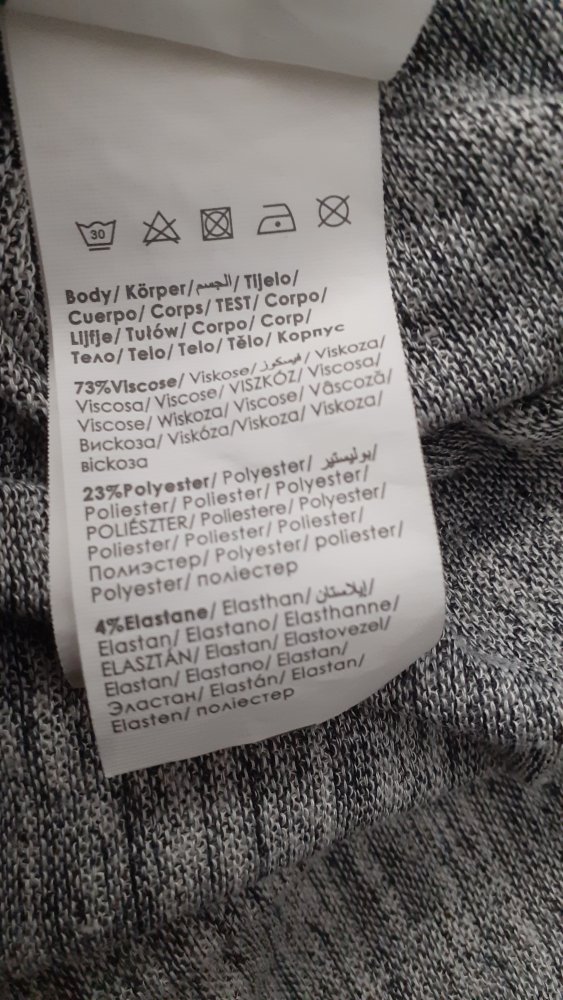 30
Body/ Körper/ الجسم/ Tijelo/
Cuerpo/ Corps/ TEST/ Corpo/
Lijfje/ Tułów/ Corpo/ Corp/
Тело/ Telo/ Telo/ Tělo/ Корпус
73%Viscose/ Viskose/ فيسكوز/ Viskoza/
Viscosa/ Viscose/ VISZKÓZ/ Viscosa/
Viscose/ Wiskoza/ Viscose/ Vâscoză/
Вискоза/ Viskóza/Viskoza/ Viskoza/
віскоза
23%Polyester/ Polyester/ بوليستير/
Poliester/ Poliester/ Polyester/
POLIÉSZTER/ Poliestere/ Polyester/
Poliester/ Poliester/ Poliester/
Полиэстер/ Polyester/ poliester/
Polyester/ поліестер
4%Elastane/ Elasthan/ إيلاستان/
Elastan/ Elastano/ Elasthanne/
ELASZTÁN/ Elastan/ Elastovezel/
Elastan/ Elastano/ Elastan/
Эластан/ Elastán/ Elastan/
Elasten/ поліестер